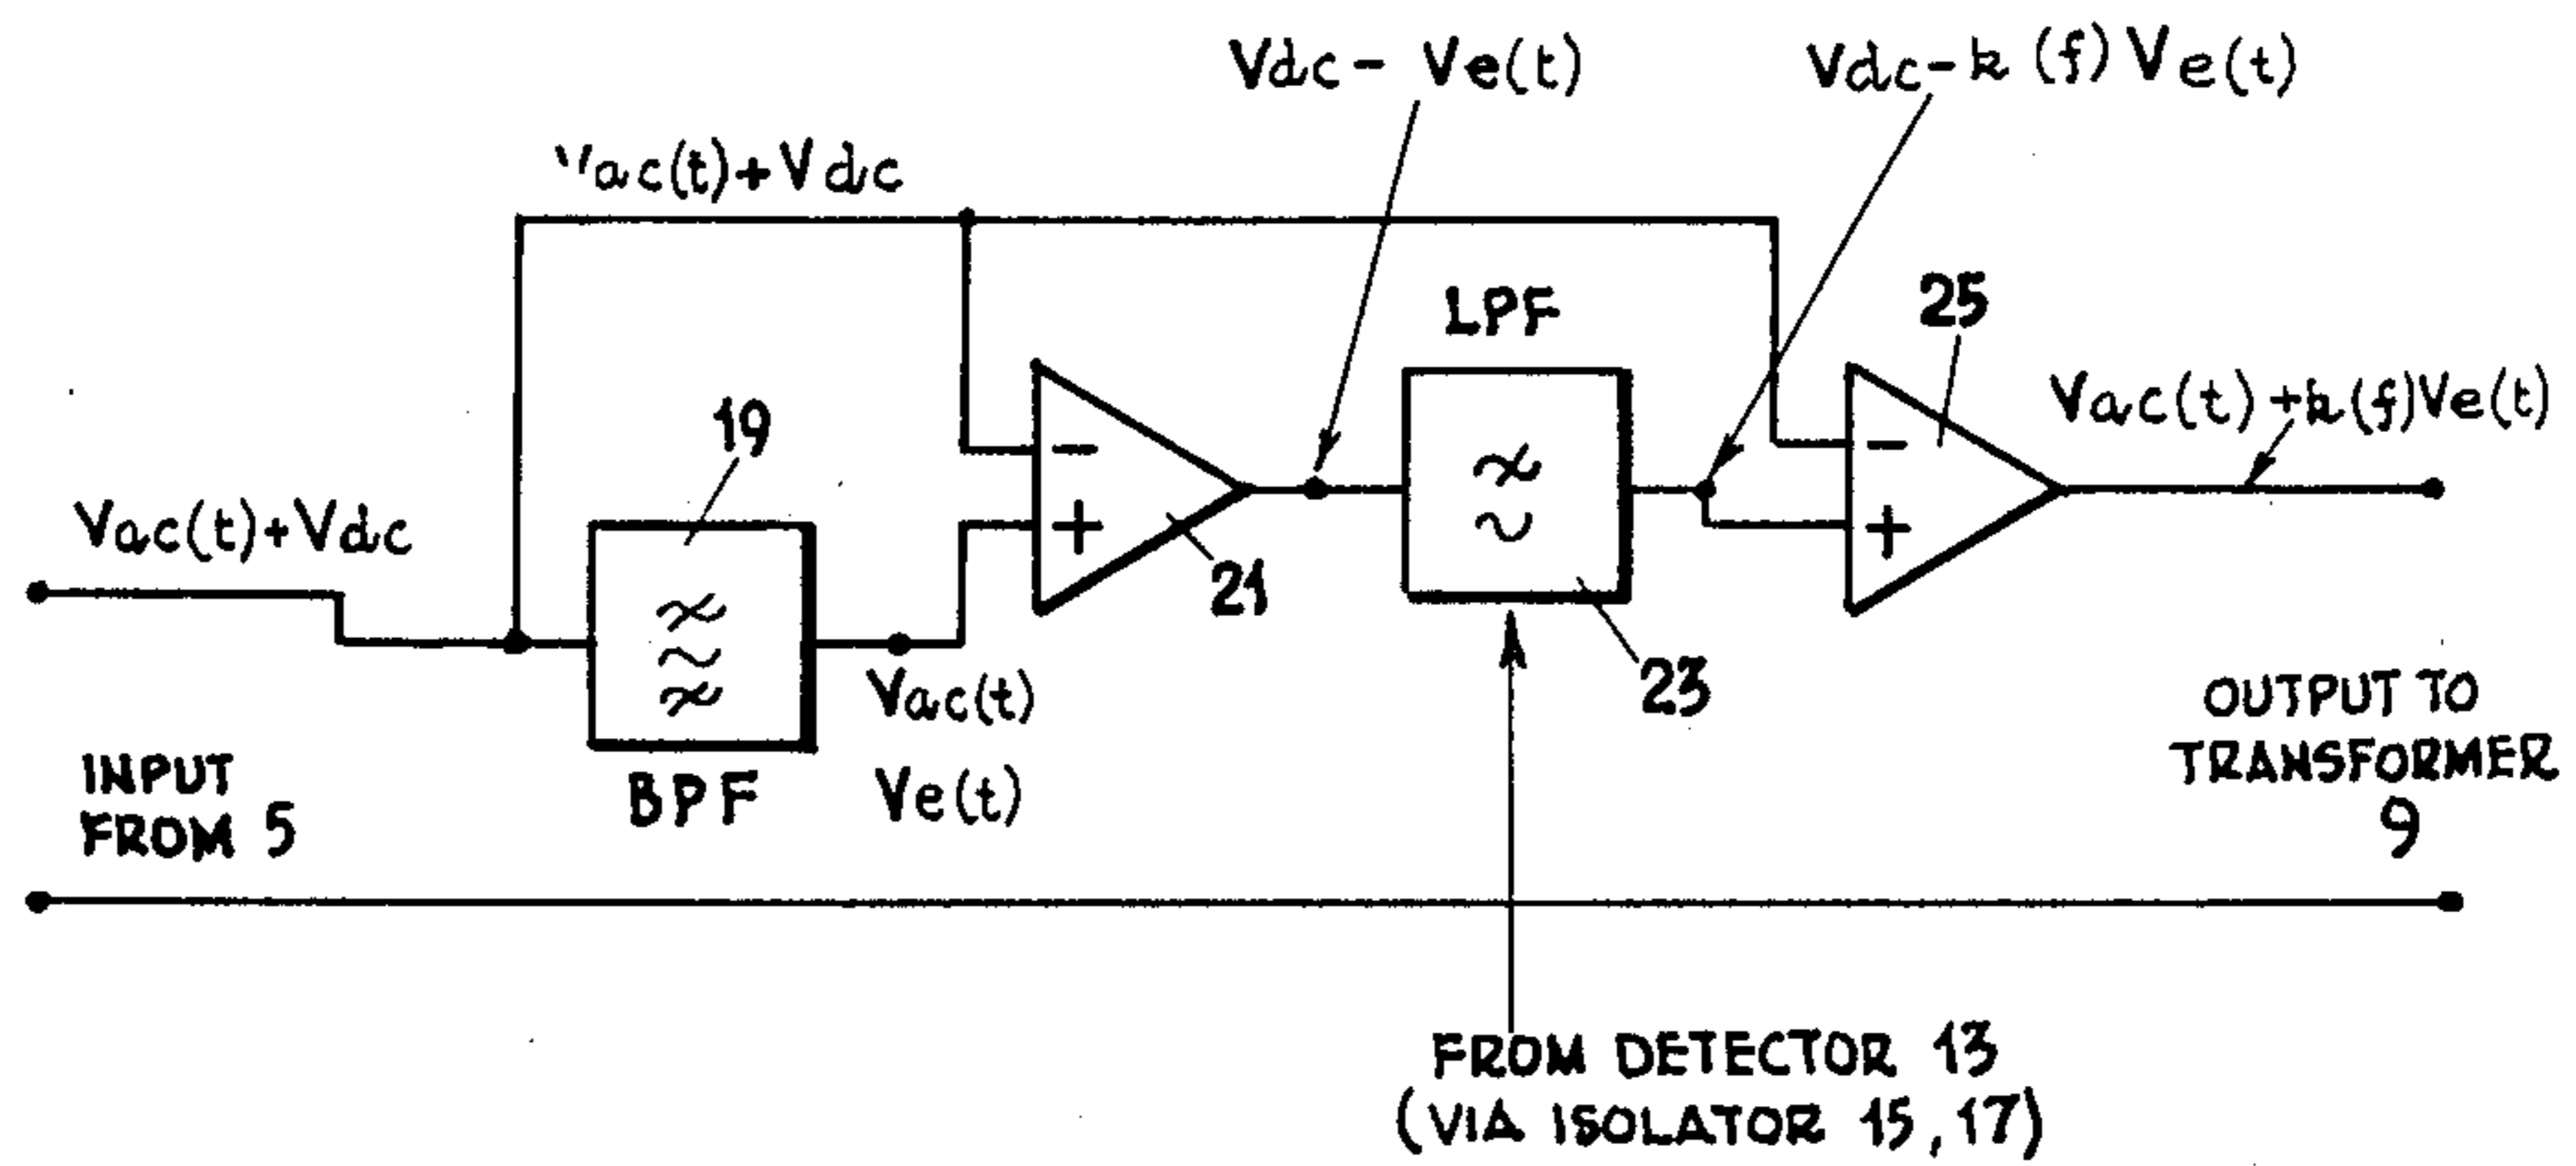 Vdc - Ve(t)
Vdc-k (f) Ve(t)
Vac(t)+Vdc
LPF
25
19
Vac(t)+k(f)Ve(t)
Vac(t)+Vdc
-
+
-
+
21
23
Vac(t)
Ve(t)
BPF
INPUT
FROM 5
OUTPUT TO
TRANSFORMER
9
FROM DETECTOR 13
(VIA ISOLATOR 15, 17)